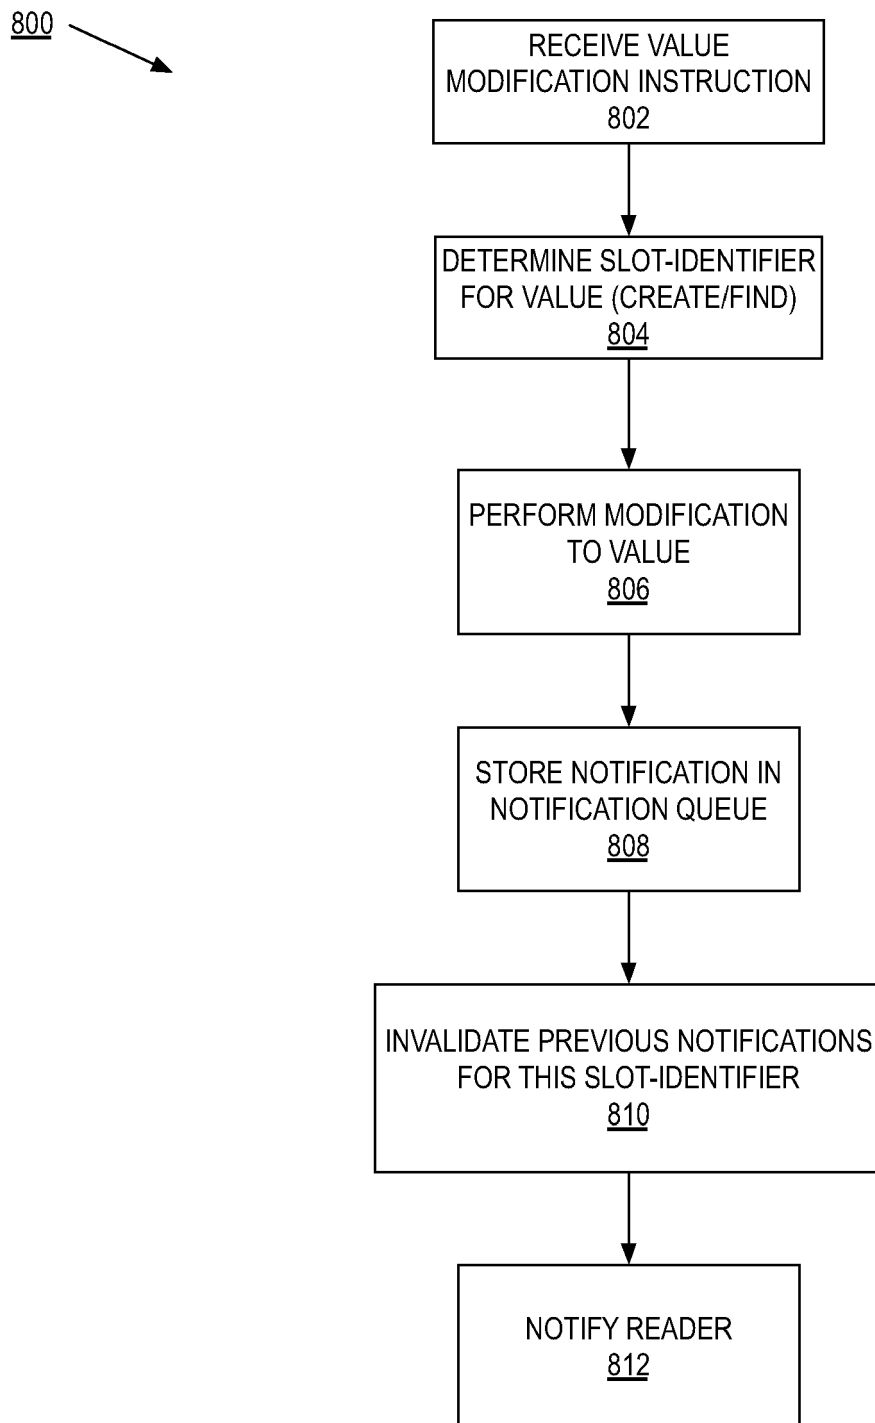 800
RECEIVE VALUE
MODIFICATION INSTRUCTION
802
DETERMINE SLOT-IDENTIFIER
FOR VALUE (CREATE/FIND)
804
PERFORM MODIFICATION
TO VALUE
806
STORE NOTIFICATION IN
NOTIFICATION QUEUE
808
INVALIDATE PREVIOUS NOTIFICATIONS
FOR THIS SLOT-IDENTIFIER
810
NOTIFY READER
812